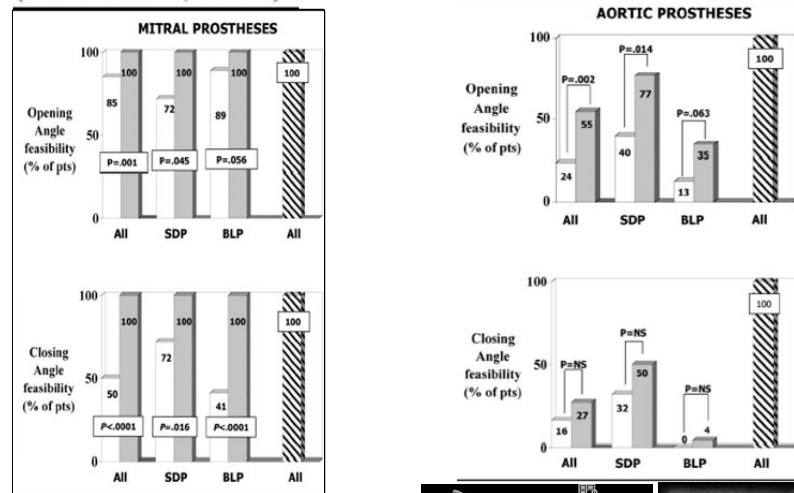 MITRAL PROSTHESES
100
100
100
100
100
85
72
89
Opening
Angle
feasibility
(% of pts)
50
P=.001
P=.045
P=.056
0
All
SDP
BLP
All
100
100
100
100
100
72
Closing
Angle
feasibility
(% of pts)
50
50
41
P<.0001
P=.016
P<.0001
0
All
SDP
BLP
All
AORTIC PROSTHESES
100
P=.014
100
P=.002
77
Opening
Angle
feasibility
(% of pts)
50
55
P=.063
40
35
24
13
0
All
SDP
BLP
All
100
100
P=NS
Closing
Angle
feasibility
(% of pts)
50
P=NS
50
P=NS
32
27
16
0
4
0
All
SDP
BLP
All